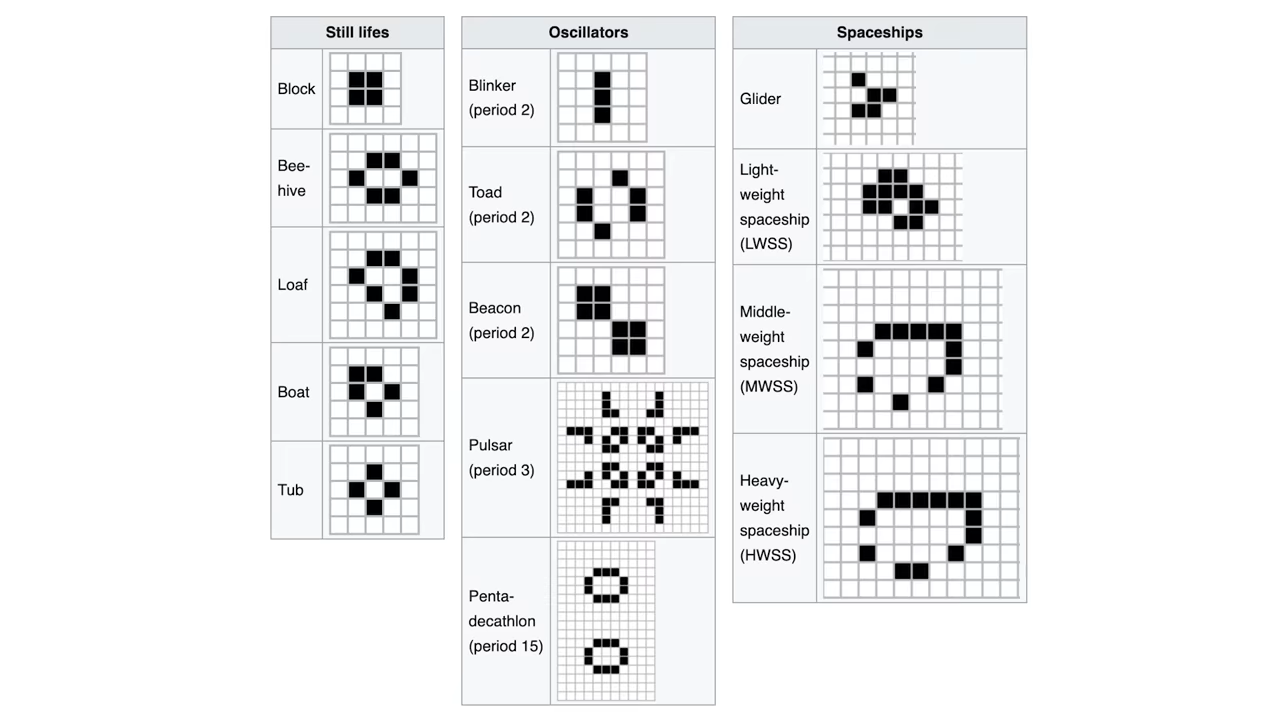 Still lifes
Block
Bee-
hive
Loaf
Boat
Tub
Oscillators
Blinker
(period 2)
Toad
(period 2)
Beacon
(period 2)
Pulsar
(period 3)
Penta-
decathlon
(period 15)
Spaceships
Glider
Light-
weight
spaceship
(LWSS)
Middle-
weight
spaceship
(MWSS)
Heavy-
weight
spaceship
(HWSS)